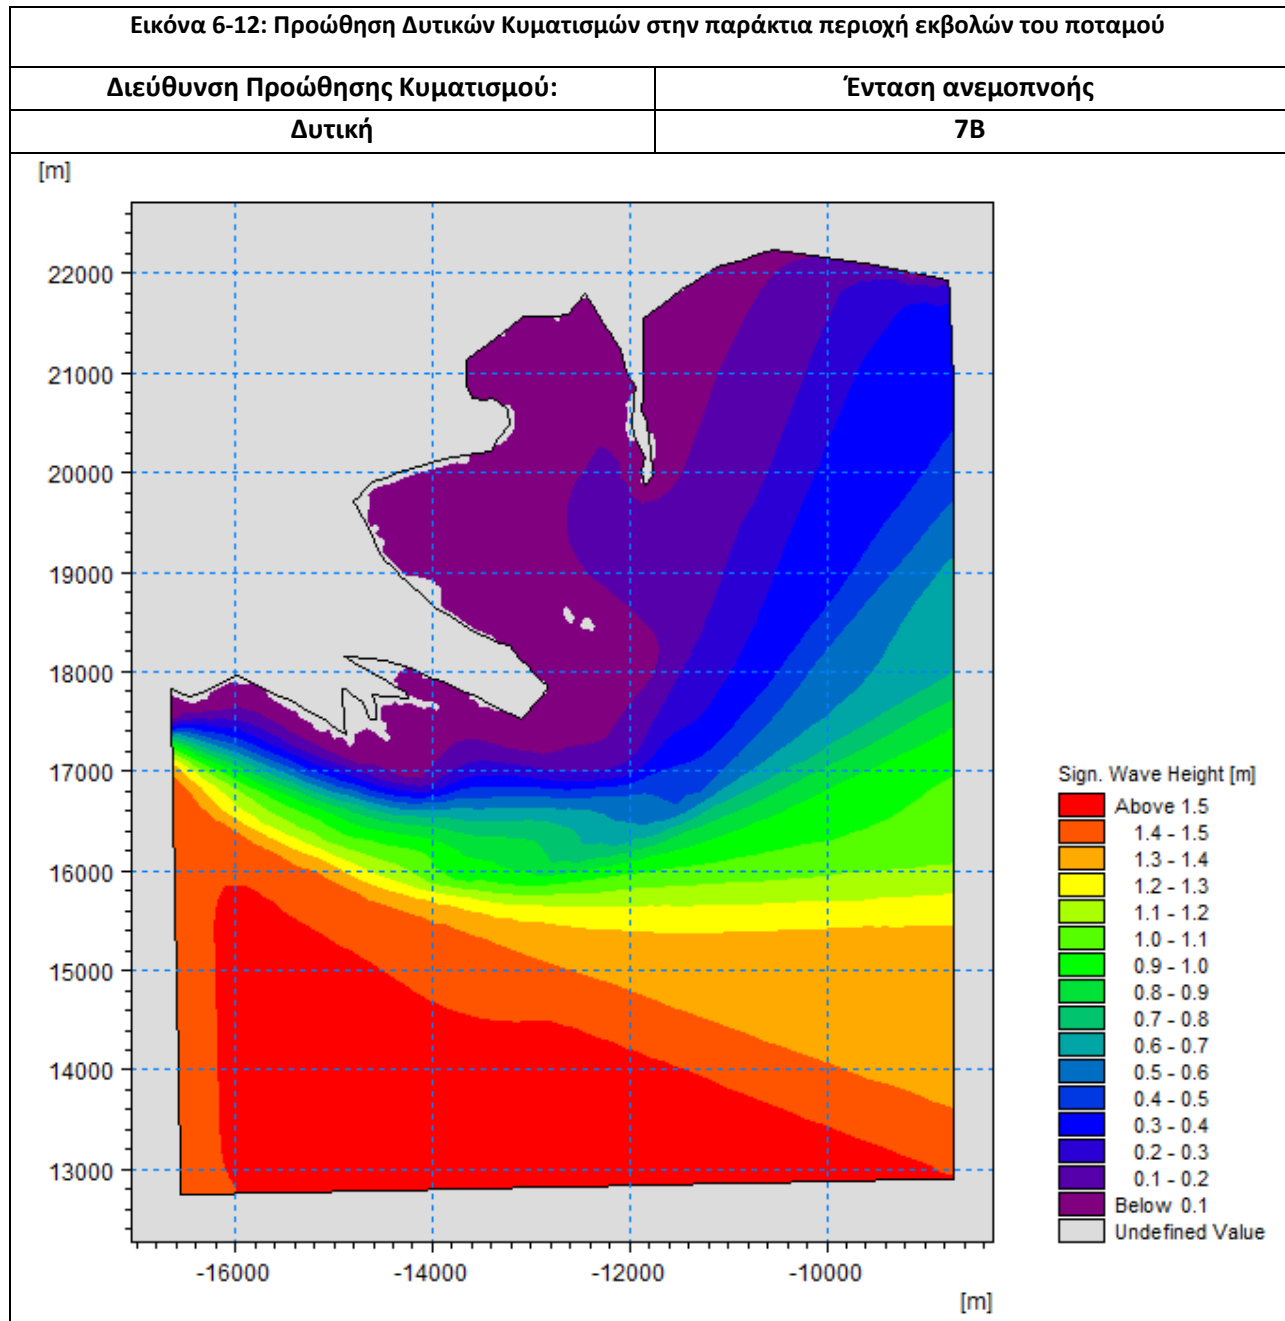 Εικόνα 6-12: Προώθηση Δυτικών Κυματισμών στην παράκτια περιοχή εκβολών του ποταμού
Διεύθυνση Προώθησης Κυματισμού: Ένταση ανεμοπνοής
Δυτική 7Β
[m]
22000
21000
20000
19000
18000
17000
16000
15000
14000
13000
-16000 -14000 -12000 -10000
[m]
Sign. Wave Height [m]
Above 1.5
1.4 - 1.5
1.3 - 1.4
1.2 - 1.3
1.1 - 1.2
1.0 - 1.1
0.9 - 1.0
0.8 - 0.9
0.7 - 0.8
0.6 - 0.7
0.5 - 0.6
0.4 - 0.5
0.3 - 0.4
0.2 - 0.3
0.1 - 0.2
Below 0.1
Undefined Value